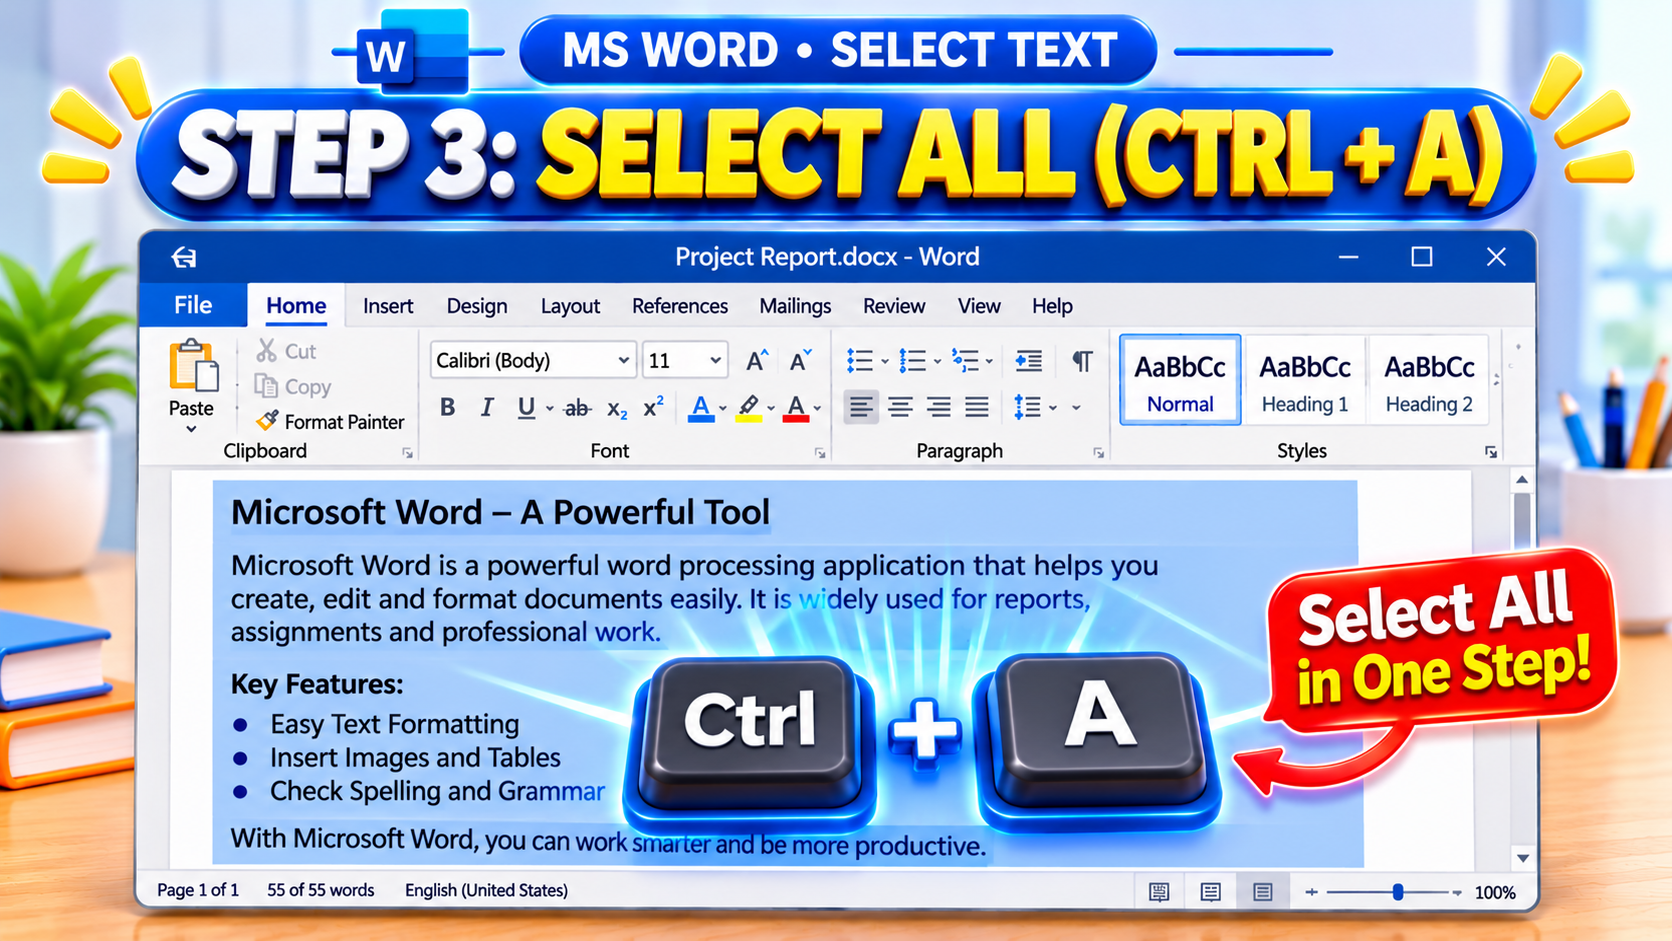 W
MS WORD • SELECT TEXT
STEP 3: SELECT ALL (CTRL + A)
Project Report.docx - Word
File Home Insert Design Layout References Mailings Review View Help
Paste
Cut
Copy
Format Painter
Clipboard
Calibri (Body) 11 A A
B I U ab x2 x2 A A
Font
Paragraph
AaBbCc AaBbCc AaBbCc
Normal Heading 1 Heading 2
Styles
Microsoft Word – A Powerful Tool
Microsoft Word is a powerful word processing application that helps you
create, edit and format documents easily. It is widely used for reports,
assignments and professional work.
Key Features:
● Easy Text Formatting
● Insert Images and Tables
● Check Spelling and Grammar
With Microsoft Word, you can work smarter and be more productive.
Ctrl + A
Select All
in One Step!
Page 1 of 1 55 of 55 words English (United States) 100%